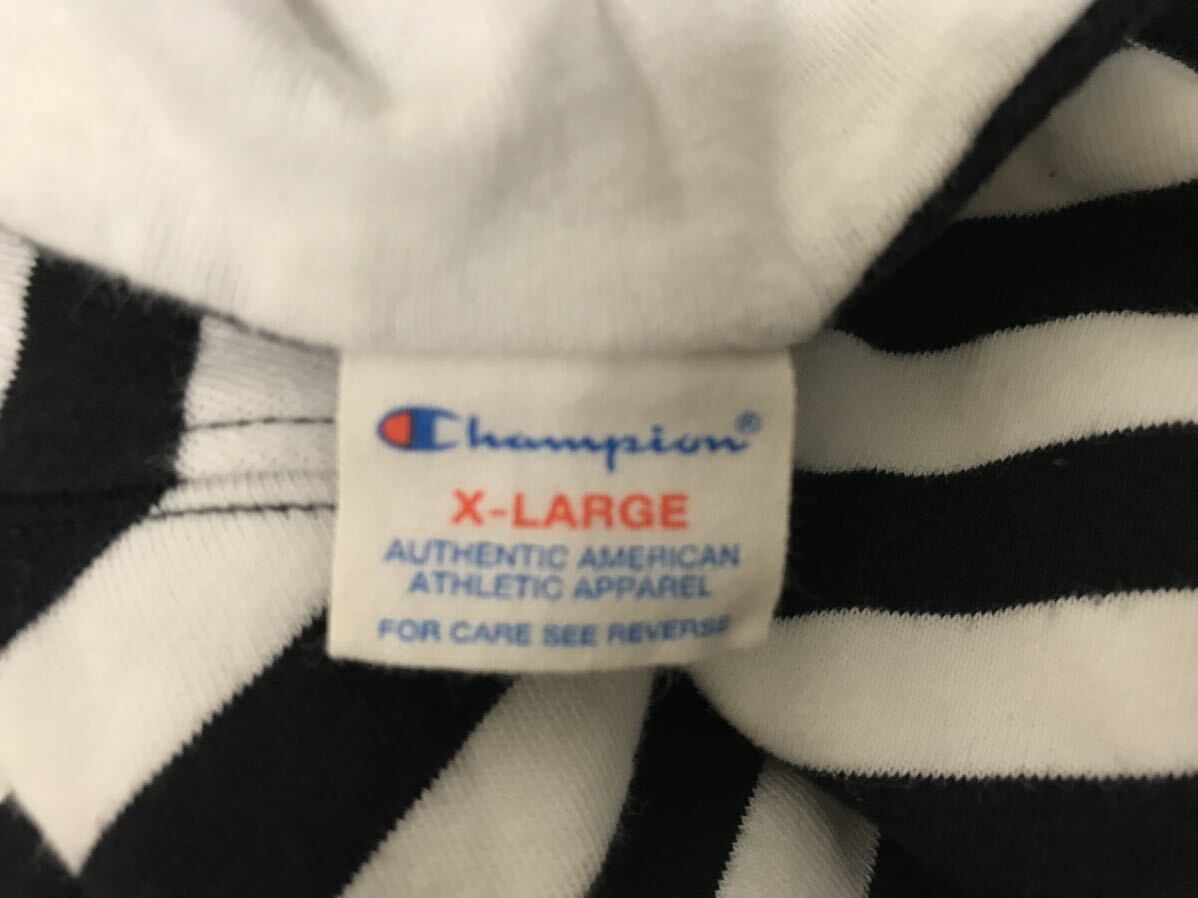 Champion®
X-LARGE
AUTHENTIC AMERICAN
ATHLETIC APPAREL
FOR CARE SEE REVERSE